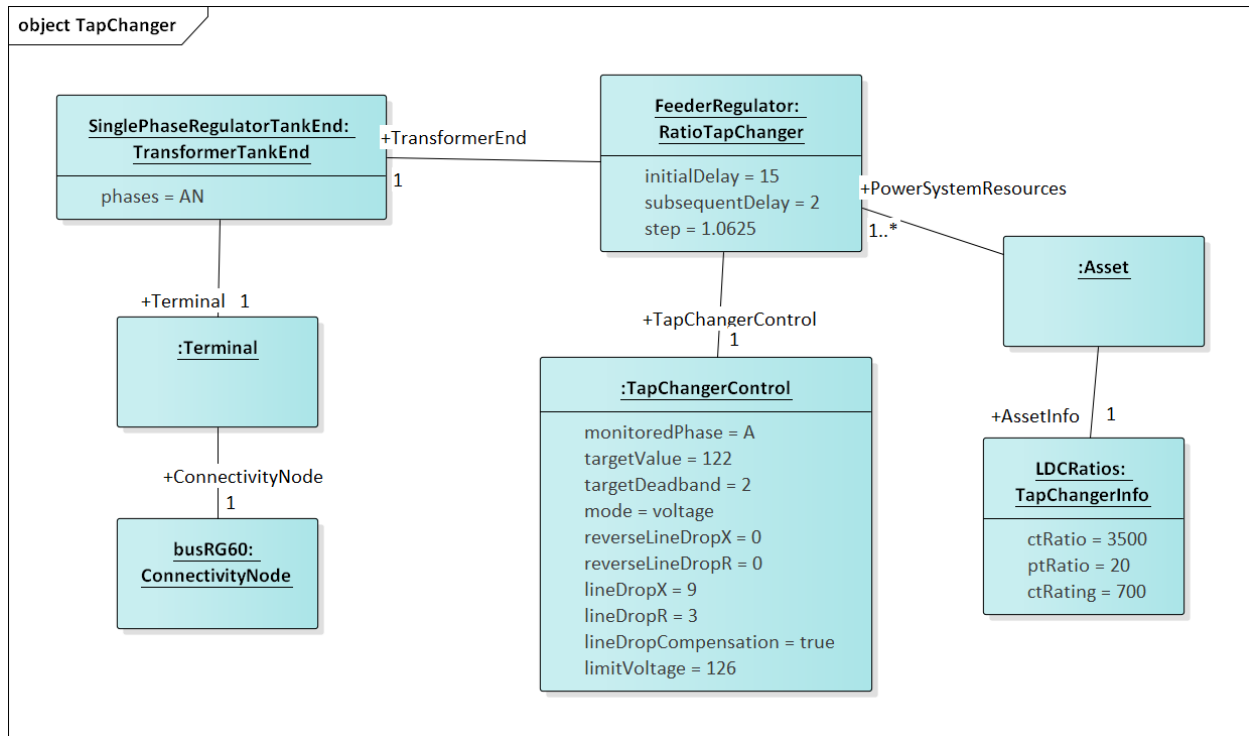 object TapChanger
SinglePhaseRegulatorTankEnd:
TransformerTankEnd
phases = AN
+TransformerEnd
1
FeederRegulator:
RatioTapChanger
initialDelay = 15
subsequentDelay = 2
step = 1.0625
+PowerSystemResources
1..*
:Asset
+Terminal 1
:Terminal
+TapChangerControl
1
:TapChangerControl
monitoredPhase = A
targetValue = 122
targetDeadband = 2
mode = voltage
reverseLineDropX = 0
reverseLineDropR = 0
lineDropX = 9
lineDropR = 3
lineDropCompensation = true
limitVoltage = 126
+AssetInfo 1
LDCRatios:
TapChangerInfo
ctRatio = 3500
ptRatio = 20
ctRating = 700
+ConnectivityNode
1
busRG60:
ConnectivityNode